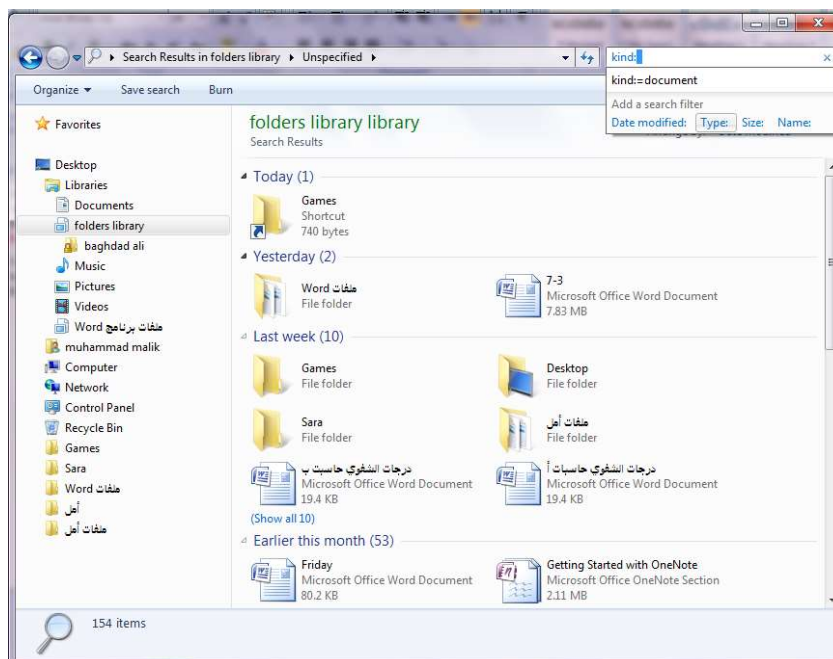 Search Results in folders library Unspecified
kind:
kind:=document
Add a search filter
Date modified: Type: Size: Name:
Organize Save search Burn
Favorites
Desktop
Libraries
Documents
folders library
baghdad ali
Music
Pictures
Videos
ملفات برنامج Word
muhammad malik
Computer
Network
Control Panel
Recycle Bin
Games
Sara
ملفات Word
أمل
ملفات أمل
folders library library
Search Results
Today (1)
Games
Shortcut
740 bytes
Yesterday (2)
ملفات Word
File folder
7-3
Microsoft Office Word Document
7.83 MB
Last week (10)
Games
File folder
Desktop
File folder
Sara
File folder
ملفات أمل
File folder
درجات الشفوي حاسبت ب
Microsoft Office Word Document
19.4 KB
درجات الشفوي حاسبات أ
Microsoft Office Word Document
19.4 KB
(Show all 10)
Earlier this month (53)
Friday
Microsoft Office Word Document
80.2 KB
Getting Started with OneNote
Microsoft Office OneNote Section
2.11 MB
154 items